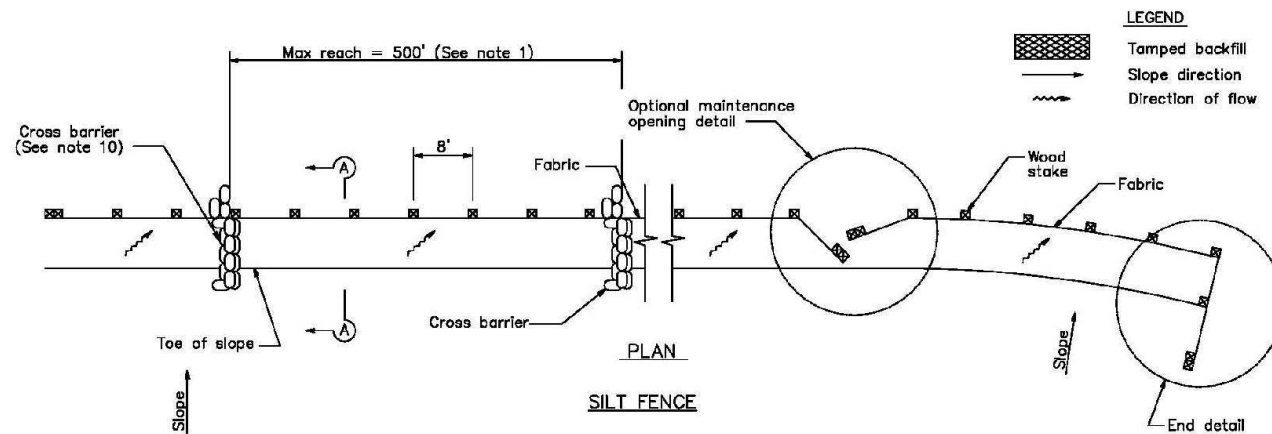 LEGEND
Tamped backfill
Slope direction
Direction of flow
Max reach = 500' (See note 1)
Optional maintenance
opening detail
Cross barrier
(See note 10)
A
8'
Fabric
Wood
stake
Fabric
Cross barrier
A
Toe of slope
PLAN
Slope
Slope
SILT FENCE
End detail